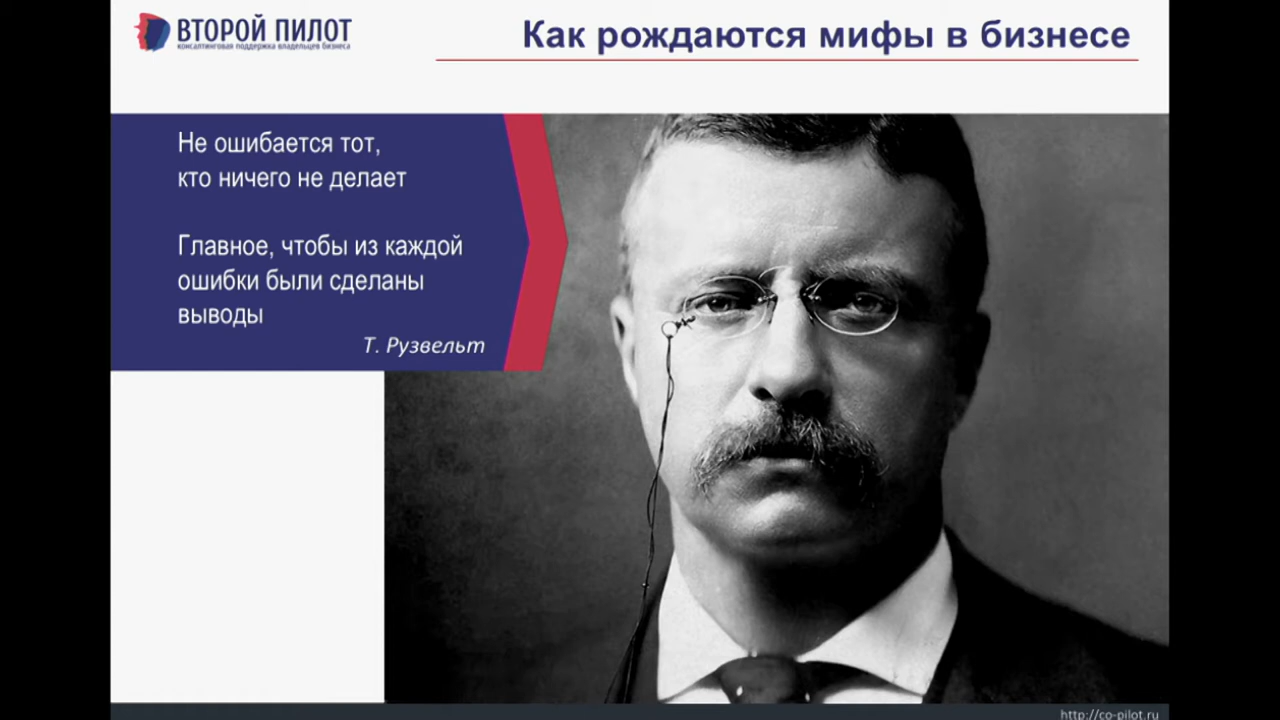 ВТОРОЙ ПИЛОТ
консалтинговая поддержка владельцев бизнеса
Как рождаются мифы в бизнесе
Не ошибается тот,
кто ничего не делает
Главное, чтобы из каждой
ошибки были сделаны
выводы
Т. Рузвельт
http://co-pilot.ru